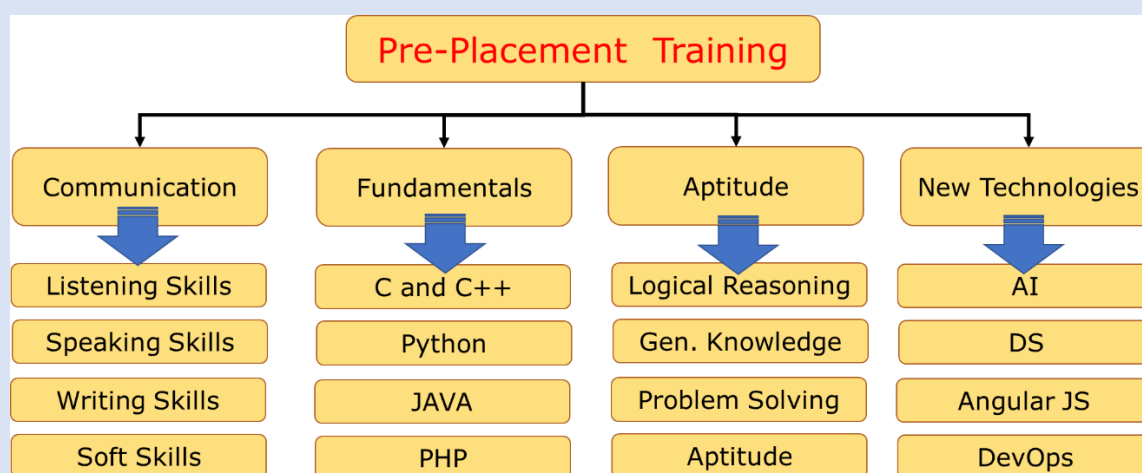 Pre-Placement Training
Communication
Fundamentals
Aptitude
New Technologies
Listening Skills
C and C++
Logical Reasoning
AI
Speaking Skills
Python
Gen. Knowledge
DS
Writing Skills
JAVA
Problem Solving
Angular JS
Soft Skills
PHP
Aptitude
DevOps